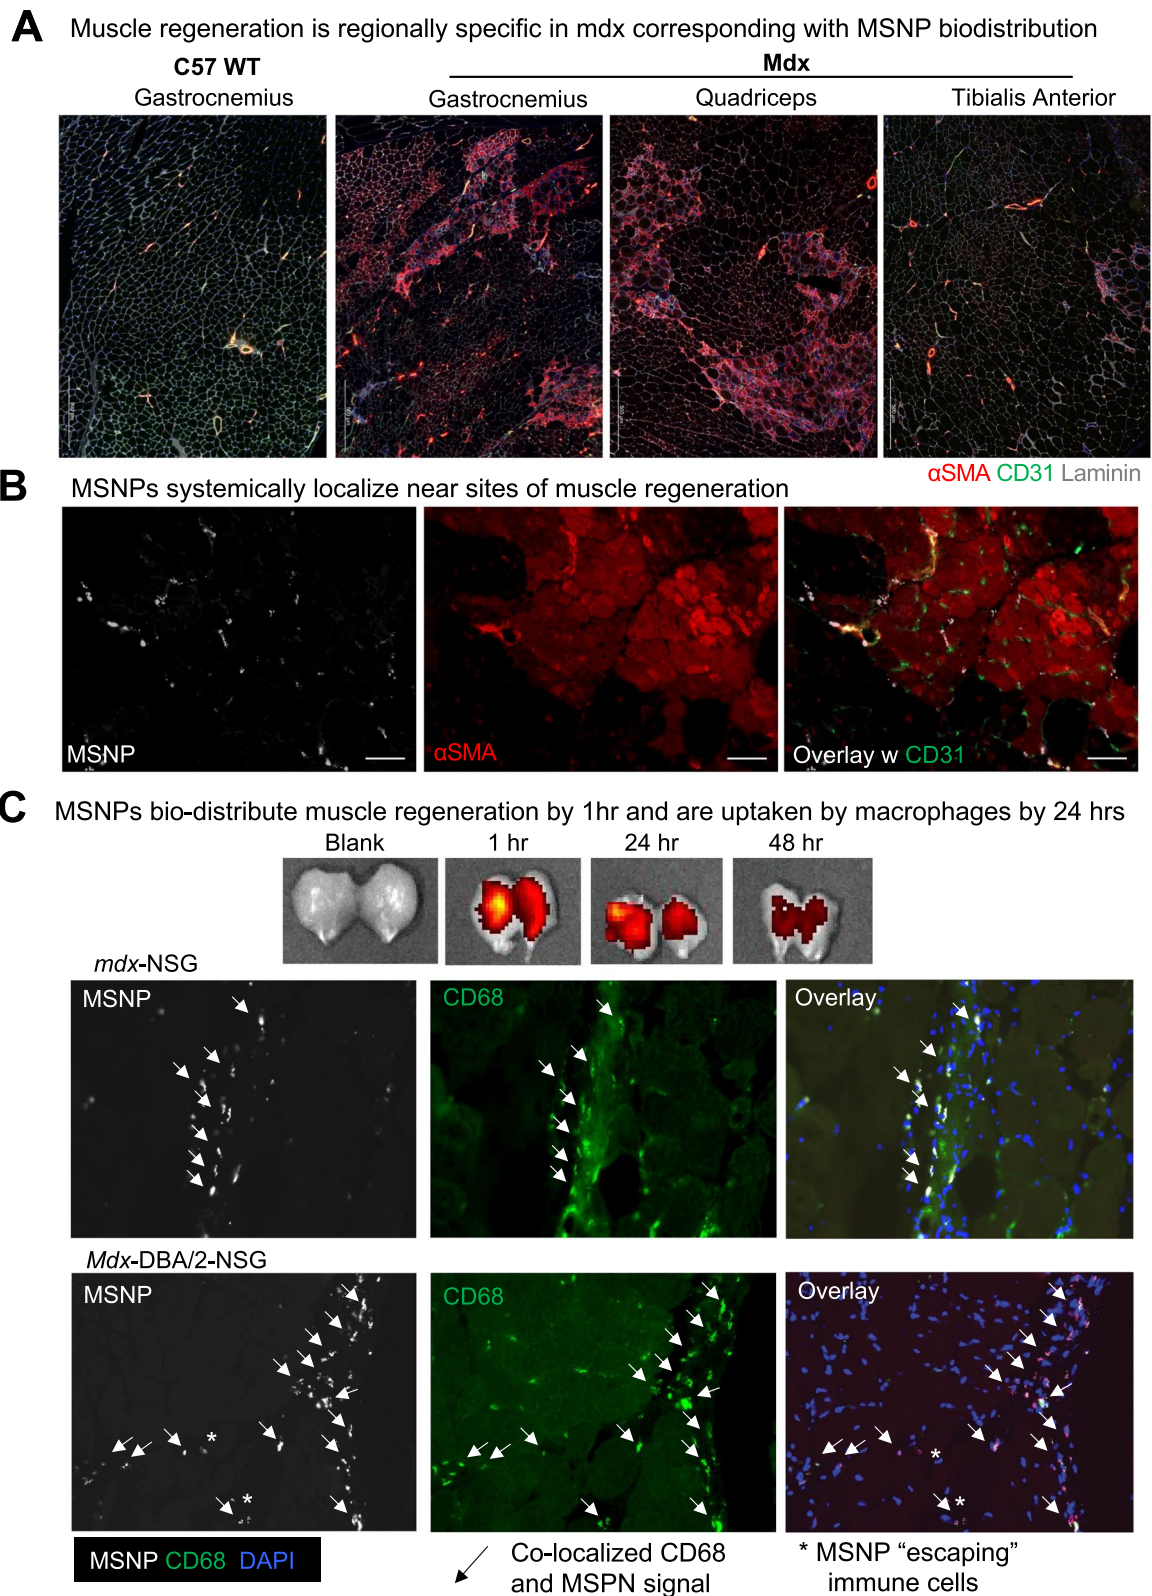 A Muscle regeneration is regionally specific in mdx corresponding with MSNP biodistribution
C57 WT
Mdx
Gastrocnemius
Gastrocnemius
Quadriceps
Tibialis Anterior
αSMA CD31 Laminin
B MSNPs systemically localize near sites of muscle regeneration
MSNP
αSMA
Overlay w CD31
C MSNPs bio-distribute muscle regeneration by 1hr and are uptaken by macrophages by 24 hrs
Blank
1 hr
24 hr
48 hr
mdx-NSG
MSNP
CD68
Overlay
Mdx-DBA/2-NSG
MSNP
CD68
Overlay
*
*
*
*
MSNP CD68 DAPI
Co-localized CD68
and MSPN signal
* MSNP “escaping”
immune cells